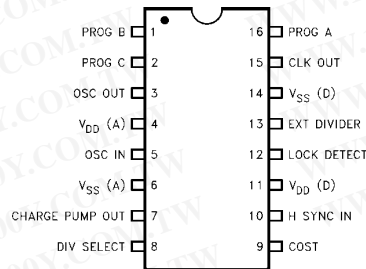 PROG B 1 16 PROG A
PROG C 2 15 CLK OUT
OSC OUT 3 14 VSS (D)
VDD (A) 4 13 EXT DIVIDER
OSC IN 5 12 LOCK DETECT
VSS (A) 6 11 VDD (D)
CHARGE PUMP OUT 7 10 H SYNC IN
DIV SELECT 8 9 COST